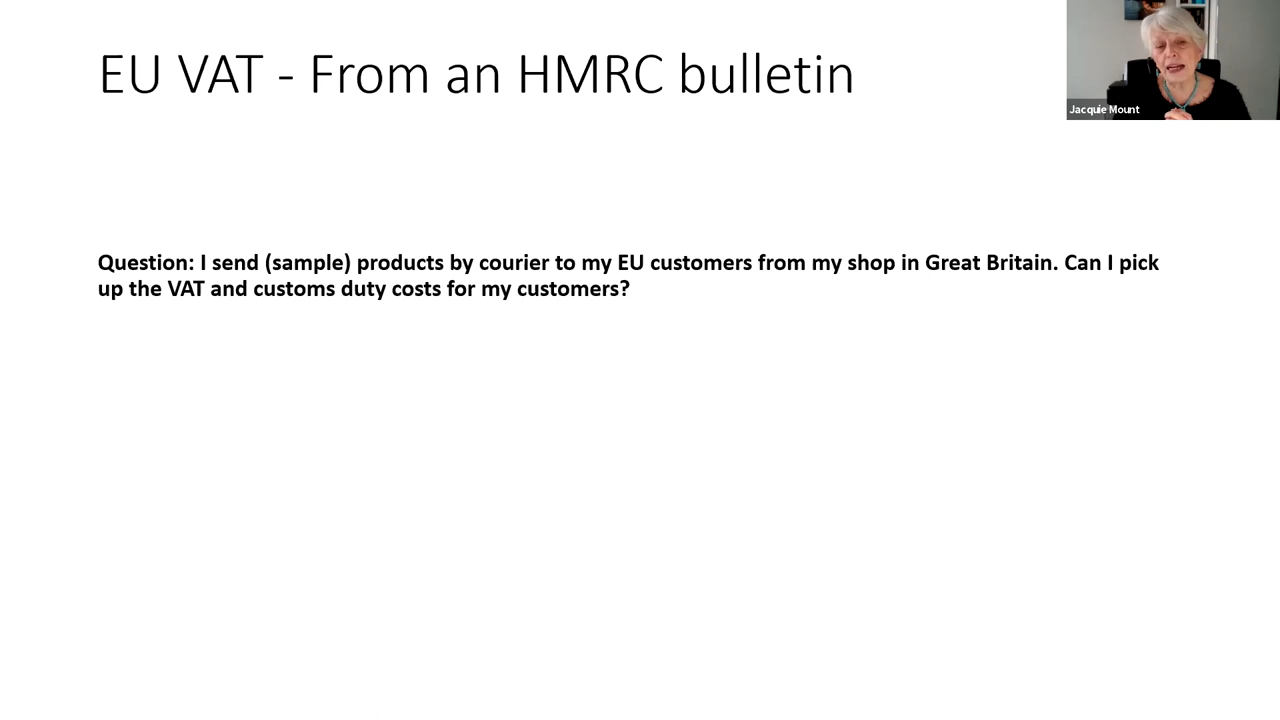 EU VAT - From an HMRC bulletin
Jacquie Mount
Question: I send (sample) products by courier to my EU customers from my shop in Great Britain. Can I pick
up the VAT and customs duty costs for my customers?